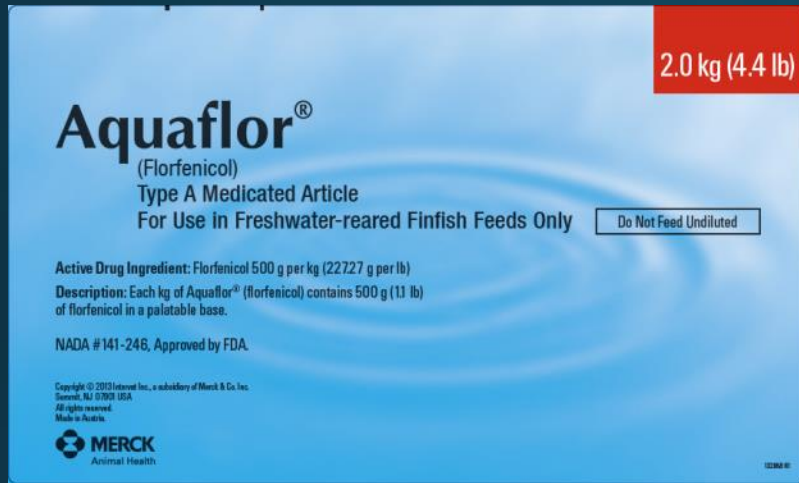 2.0 kg (4.4 lb)
Aquaflor®
(Florfenicol)
Type A Medicated Article
For Use in Freshwater-reared Finfish Feeds Only
Do Not Feed Undiluted
Active Drug Ingredient: Florfenicol 500 g per kg (227.27 g per lb)
Description: Each kg of Aquaflor® (florfenicol) contains 500 g (1.1 lb)
of florfenicol in a palatable base.
NADA #141-246, Approved by FDA.
Copyright © 2013 Intervet Inc., a subsidiary of Merck & Co. Inc.
Summit, NJ 07901 USA
All rights reserved.
Made in Austria.
MERCK
Animal Health